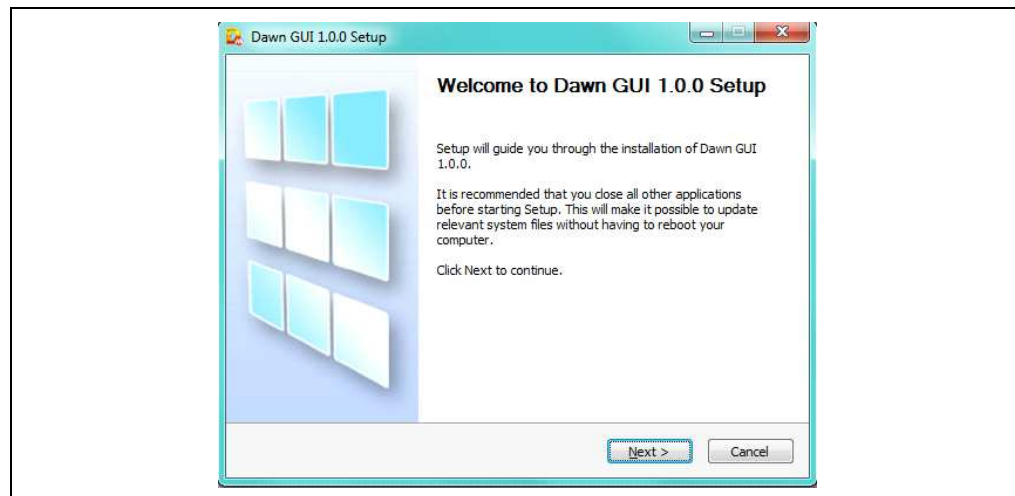 Dawn GUI 1.0.0 Setup
Welcome to Dawn GUI 1.0.0 Setup
Setup will guide you through the installation of Dawn GUI
1.0.0.
It is recommended that you close all other applications
before starting Setup. This will make it possible to update
relevant system files without having to reboot your
computer.
Click Next to continue.
Next >
Cancel